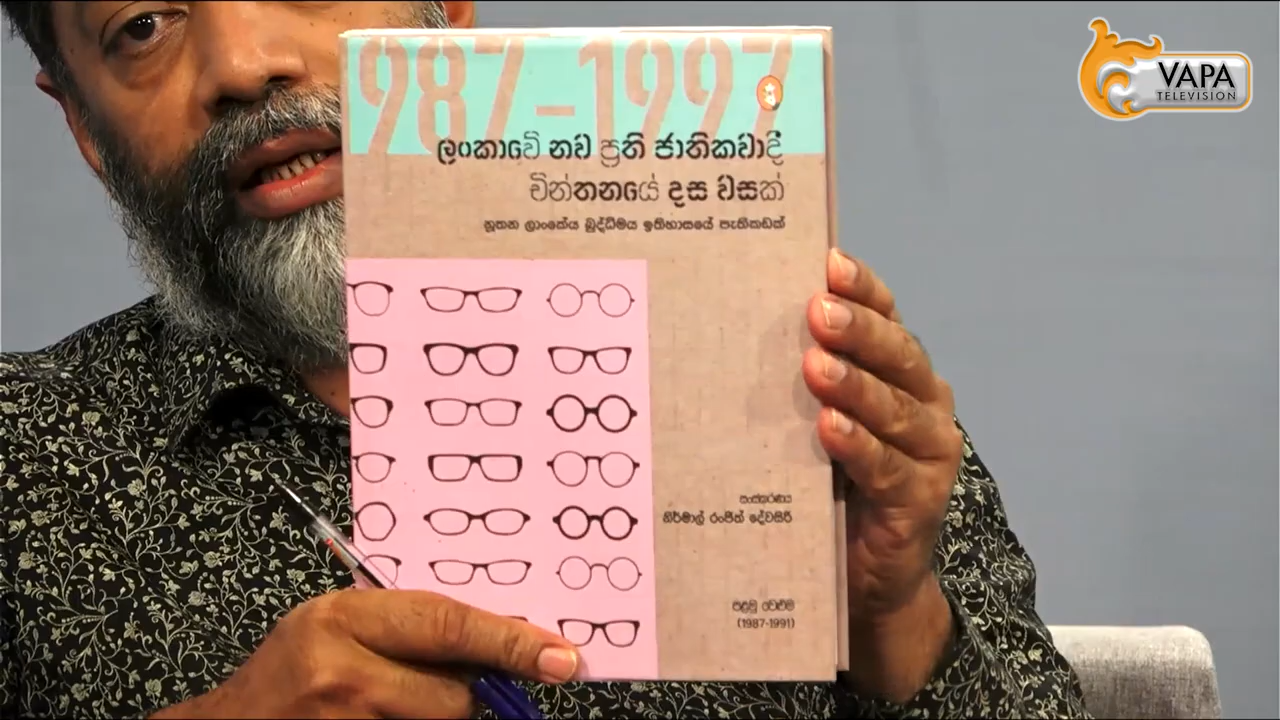 VAPA
TELEVISION
987-1997
ලංකාවේ නව ප්‍රති ජාතිකවාදී
චින්තනයේ දස වසක්
නූතන ලාංකේය බුද්ධිමය ඉතිහාසයේ පැතිකඩක්
සංස්කරණය
නිර්මාල් රංජිත් දේවසිරි
පළමු වෙළුම
(1987-1991)